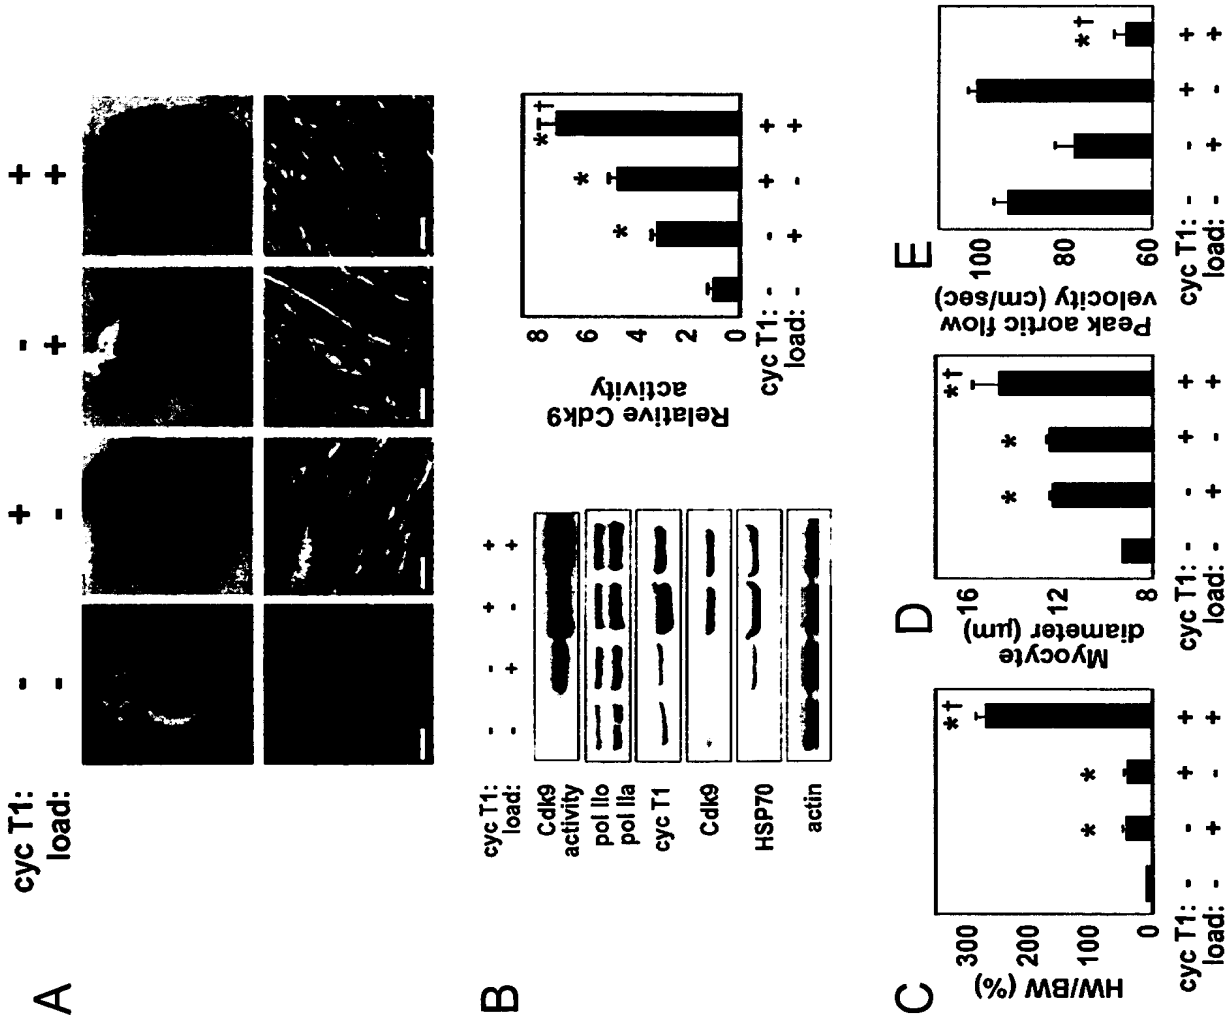 A
cyc T1: - + - +
load: - - + +
B
cyc T1: - - + +
load: - + - +
Cdk9
activity
pol IIo
pol IIa
cyc T1
Cdk9
HSP70
actin
Relative Cdk9
activity
8
6
4
2
0
* * *†
cyc T1: - - + +
load: - + - +
C
HW/BW (%)
300
200
100
0
* * *†
cyc T1: - - + +
load: - + - +
D
Myocyte
diameter (µm)
16
12
8
* * *†
cyc T1: - - + +
load: - + - +
E
Peak aortic flow
velocity (cm/sec)
100
80
60
*†
cyc T1: - - + +
load: - + - +